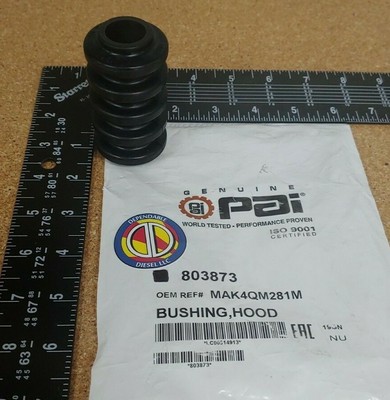 Starrett
GENUINE
pai
WORLD TESTED - PERFORMANCE PROVEN
ISO 9001
CERTIFIED
DEPENDABLE
DIESEL LLC
803873
OEM REF# MAK4QM281M
BUSHING,HOOD
EAC
NU
*803873*